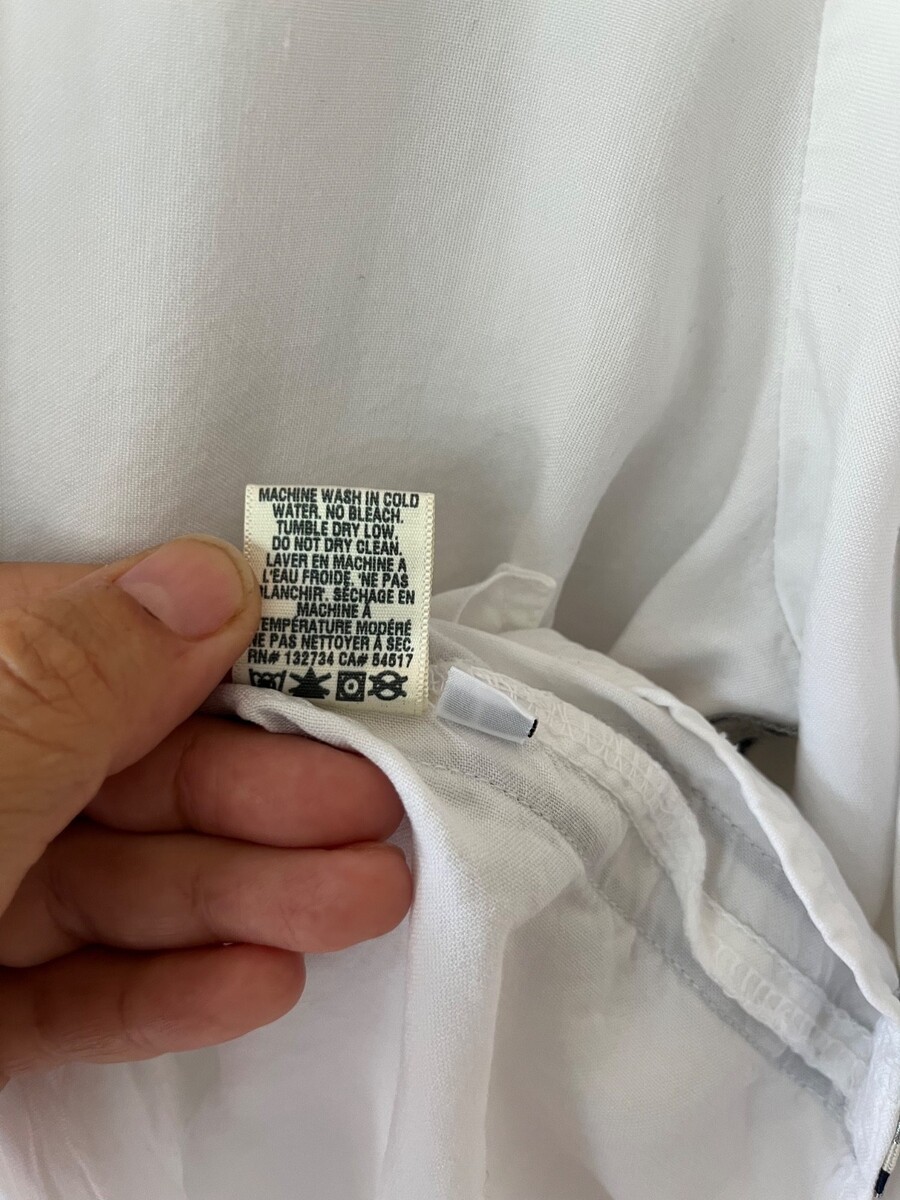 MACHINE WASH IN COLD
WATER. NO BLEACH.
TUMBLE DRY LOW.
DO NOT DRY CLEAN.
LAVER EN MACHINE A
L'EAU FROIDE. 'NE PAS
BLANCHIR'. SÉCHAGE EN
MACHINE À
TEMPÉRATURE MODÉRÉ
NE PAS NETTOYER À SEC.
RN# 132734 CA# 54517